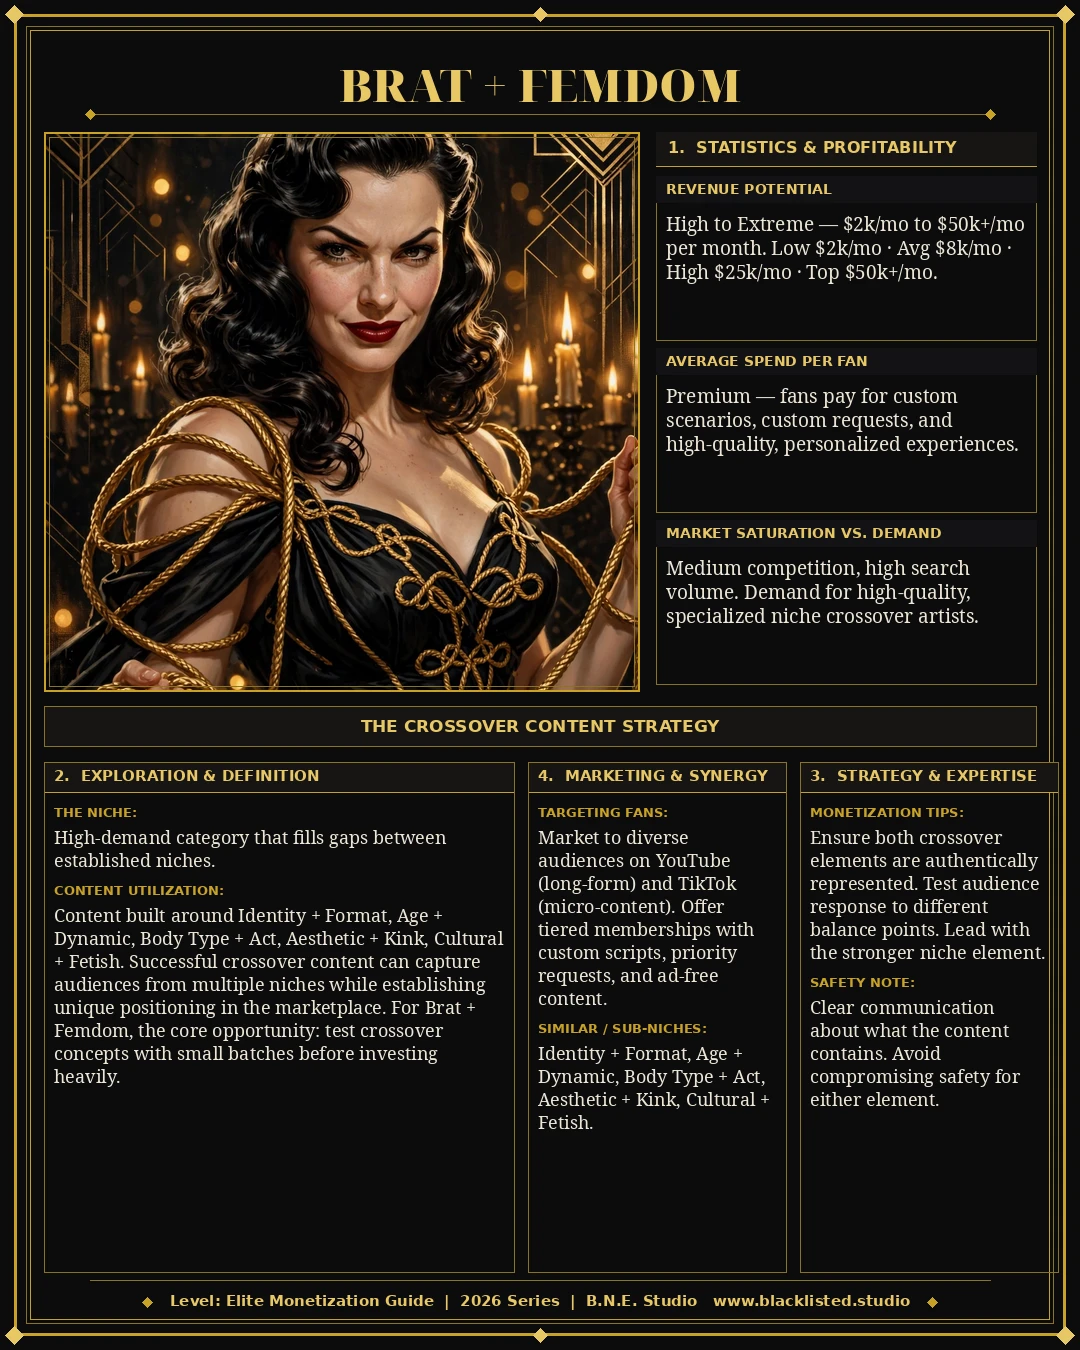 BRAT + FEMDOM
1. STATISTICS & PROFITABILITY
REVENUE POTENTIAL
High to Extreme — $2k/mo to $50k+/mo
per month. Low $2k/mo · Avg $8k/mo ·
High $25k/mo · Top $50k+/mo.
AVERAGE SPEND PER FAN
Premium — fans pay for custom
scenarios, custom requests, and
high-quality, personalized experiences.
MARKET SATURATION VS. DEMAND
Medium competition, high search
volume. Demand for high-quality,
specialized niche crossover artists.
THE CROSSOVER CONTENT STRATEGY
2. EXPLORATION & DEFINITION
THE NICHE:
High-demand category that fills gaps between
established niches.
CONTENT UTILIZATION:
Content built around Identity + Format, Age +
Dynamic, Body Type + Act, Aesthetic + Kink, Cultural
+ Fetish. Successful crossover content can capture
audiences from multiple niches while establishing
unique positioning in the marketplace. For Brat +
Femdom, the core opportunity: test crossover
concepts with small batches before investing
heavily.
4. MARKETING & SYNERGY
TARGETING FANS:
Market to diverse
audiences on YouTube
(long-form) and TikTok
(micro-content). Offer
tiered memberships with
custom scripts, priority
requests, and ad-free
content.
SIMILAR / SUB-NICHES:
Identity + Format, Age +
Dynamic, Body Type + Act,
Aesthetic + Kink, Cultural +
Fetish.
3. STRATEGY & EXPERTISE
MONETIZATION TIPS:
Ensure both crossover
elements are authentically
represented. Test audience
response to different
balance points. Lead with
the stronger niche element.
SAFETY NOTE:
Clear communication
about what the content
contains. Avoid
compromising safety for
either element.
Level: Elite Monetization Guide | 2026 Series | B.N.E. Studio www.blacklisted.studio